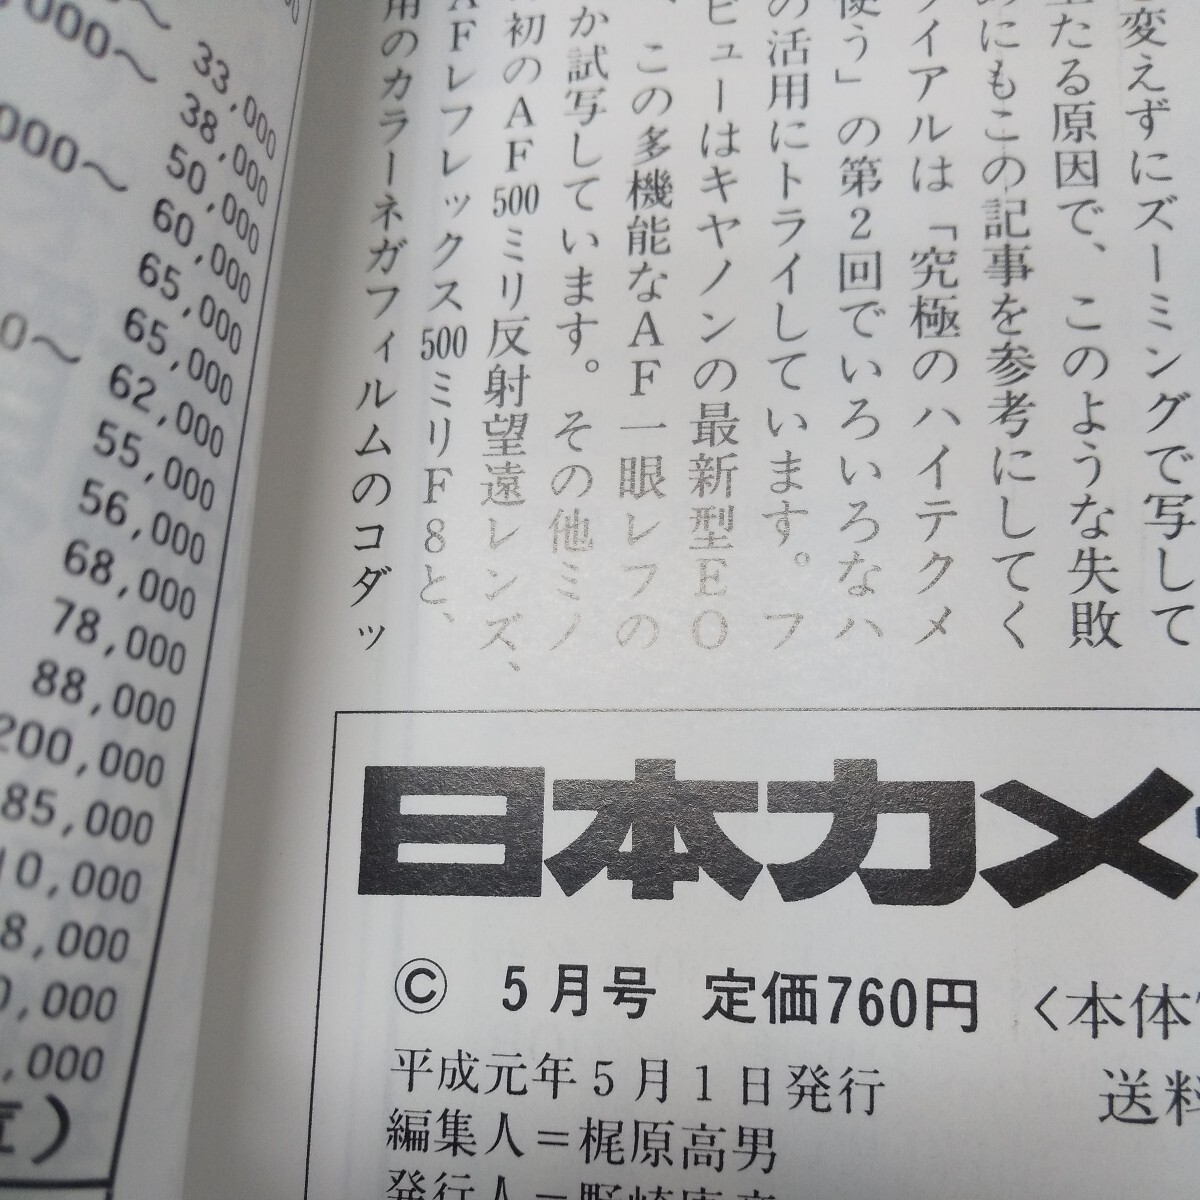 変えずにズーミングで写して
たる原因で、このような失敗
にもこの記事を参考にしてく
イアルは「究極のハイテクメ
使う」の第2回でいろいろなハ
の活用にトライしています。フ
ビューはキヤノンの最新型EO
、この多機能なAF一眼レフの
か試写しています。その他ミノ
初のAF500ミリ反射望遠レンズ、
AFレフレックス500ミリF8と、
用のカラーネガフィルムのコダッ
000〜 33,000
38,000
50,000
000〜 60,000
65,000
65,000
0〜 62,000
55,000
56,000
68,000
78,000
88,000
200,000
85,000
10,000
8,000
0,000
,000
日本カメ
© 5月号 定価760円 〈本体
平成元年5月1日発行 送料
編集人＝梶原高男
発行人＝野崎